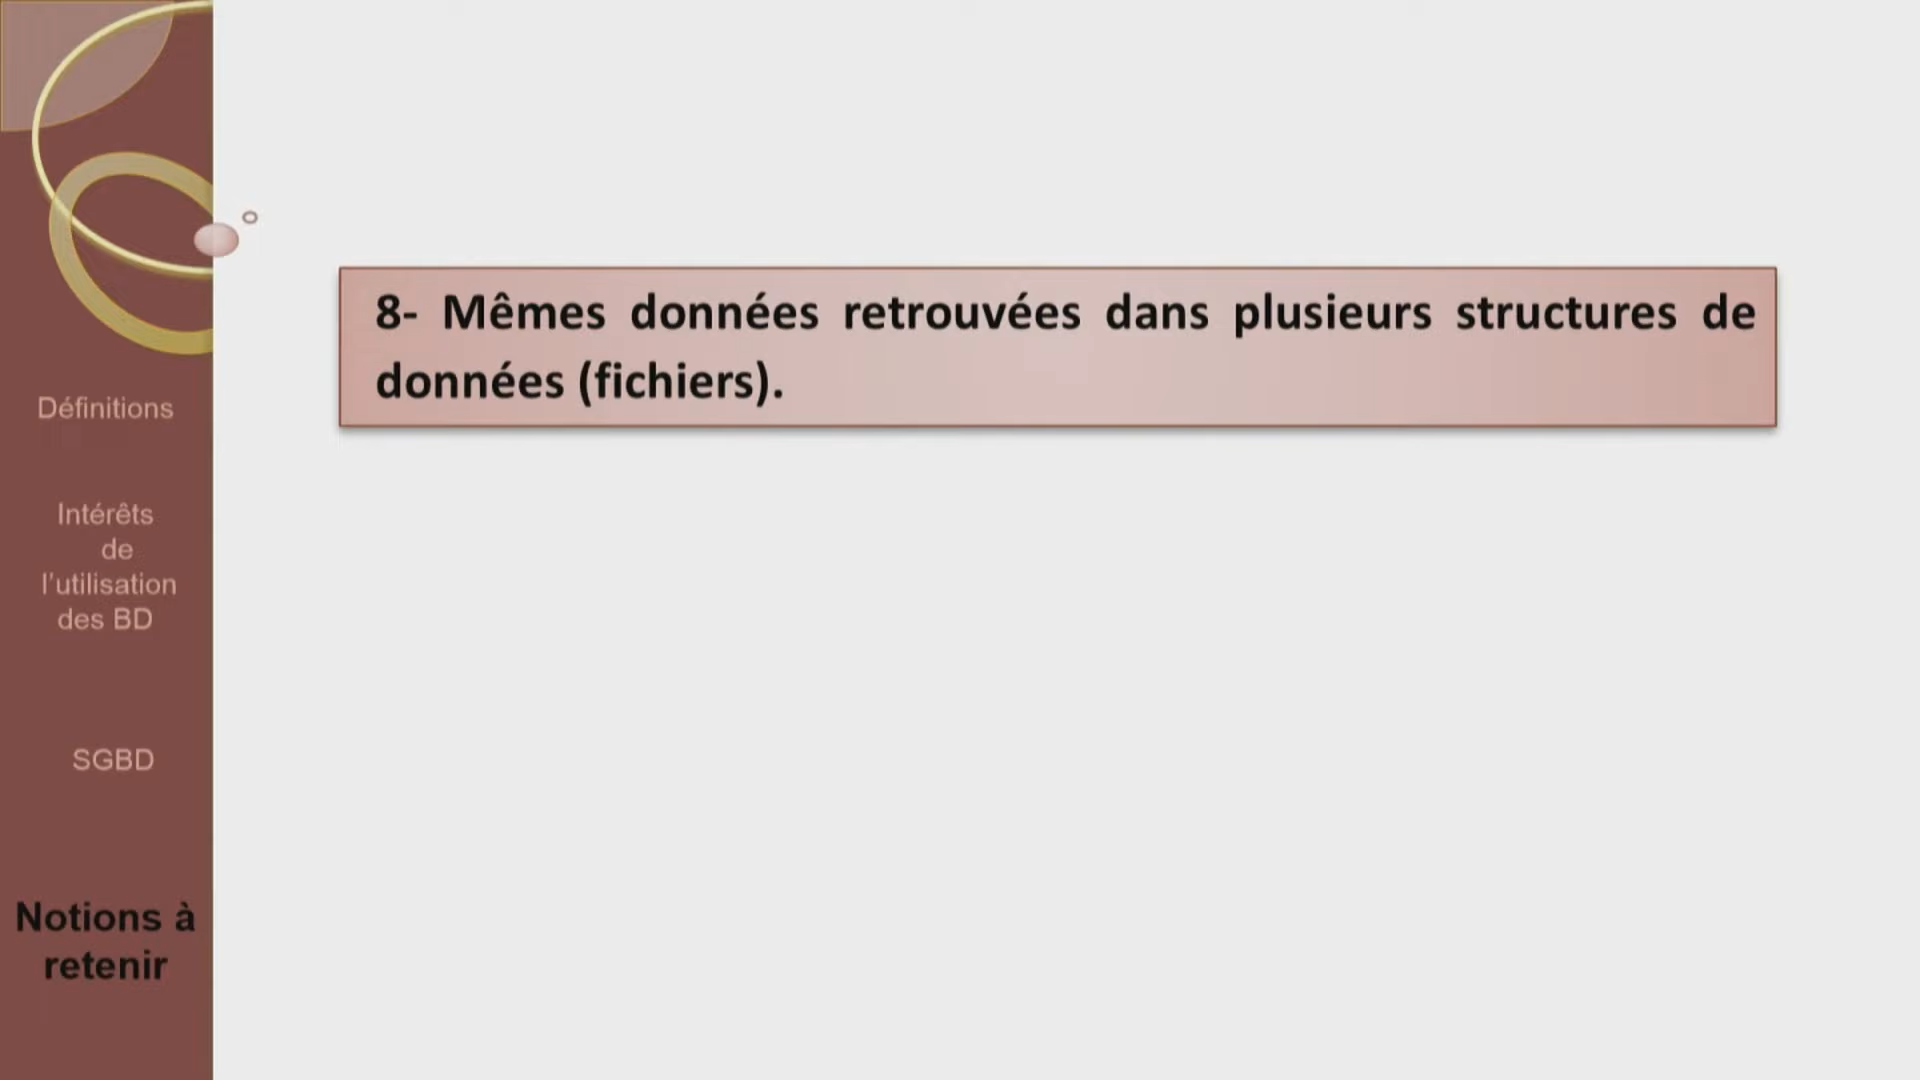 8- Mêmes données retrouvées dans plusieurs structures de
données (fichiers).
Définitions
Intérêts
de
l’utilisation
des BD
SGBD
Notions à
retenir